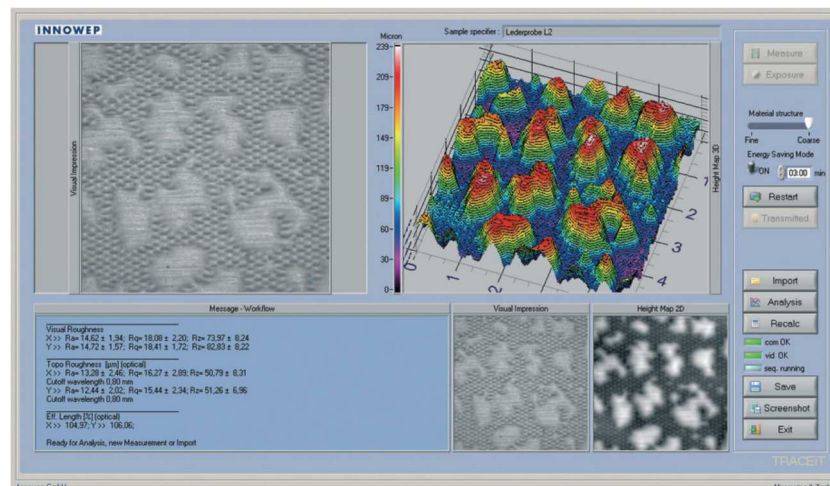 INNOWEP
Sample specifier : Lederprobe L2
Micron
239-
209-
179-
149-
119-
89-
60-
30-
0-
Visual Impression
Height Map 3D
0
1
2
1
2
3
4
Measure
Exposure
Material structure
Fine Coarse
Energy Saving Mode
ON 03:00 min
Restart
Transmitted
Import
Analysis
Recalc
com OK
vid OK
seq. running
Save
Screenshot
Exit
Message - Workflow
Visual Roughness
X >> Ra= 14,62 ± 1,94; Rq= 18,08 ± 2,20; Rz= 73,97 ± 8,24
Y >> Ra= 14,72 ± 1,57; Rq= 18,41 ± 1,72; Rz= 82,83 ± 8,22
Topo Roughness [µm] (optical)
X >> Ra= 13,28 ± 2,46; Rq= 16,27 ± 2,89; Rz= 50,79 ± 8,31
Cutoff wavelength 0,80 mm
Y >> Ra= 12,44 ± 2,02; Rq= 15,44 ± 2,34; Rz= 51,26 ± 6,96
Cutoff wavelength 0,80 mm
Eff. Length [%] (optical)
X >> 104,97; Y >> 106,06;
Ready for Analysis, new Measurement or Import
Visual Impression
Height Map 2D
TRACEiT